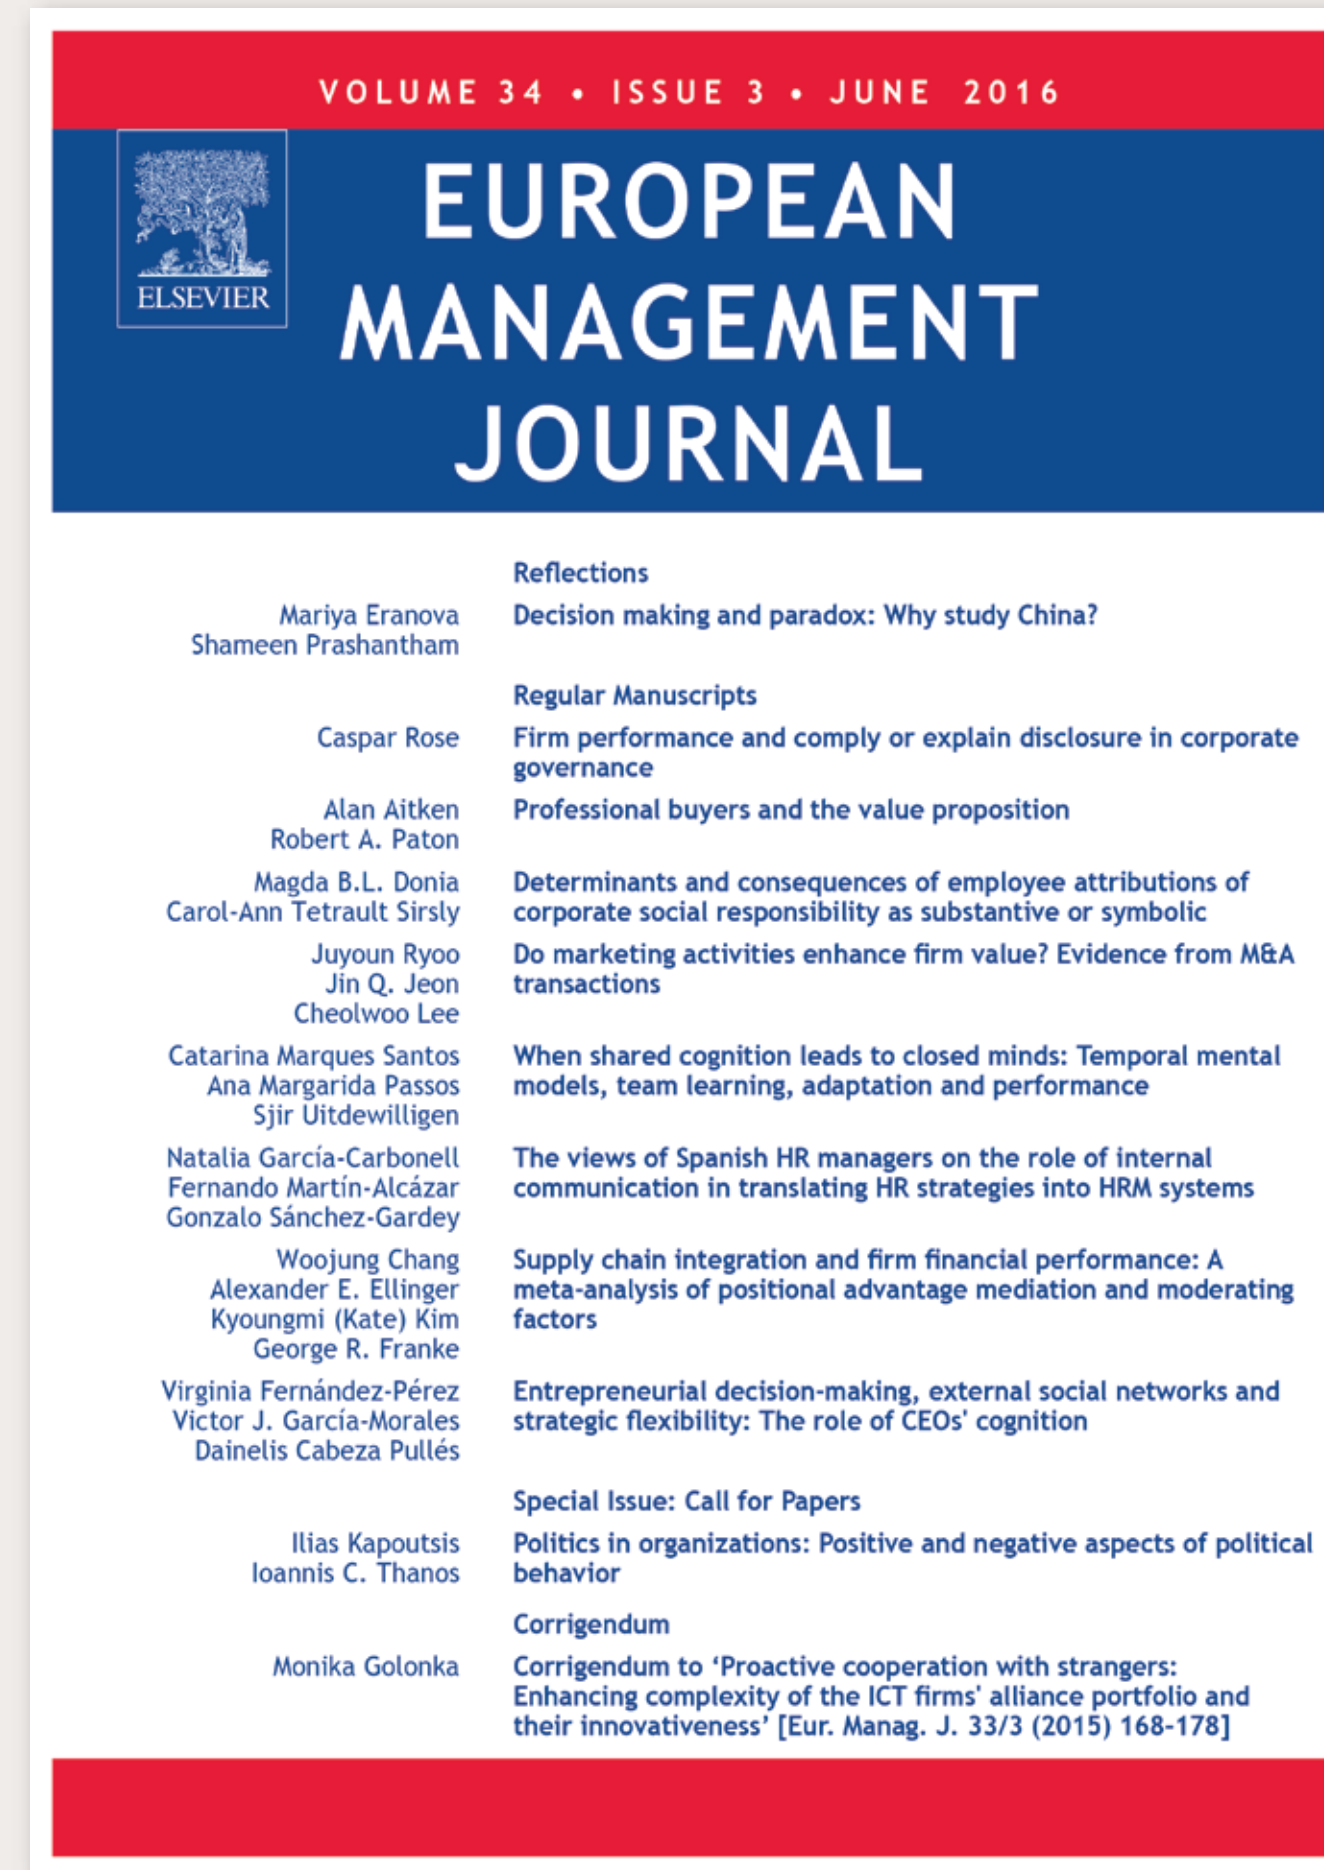 VOLUME 34 • ISSUE 3 • JUNE 2016
ELSEVIER
EUROPEAN
MANAGEMENT
JOURNAL
Reflections
Mariya Eranova
Shameen Prashantham
Decision making and paradox: Why study China?
Regular Manuscripts
Caspar Rose
Firm performance and comply or explain disclosure in corporate
governance
Alan Aitken
Robert A. Paton
Professional buyers and the value proposition
Magda B.L. Donia
Carol-Ann Tetrault Sirsly
Determinants and consequences of employee attributions of
corporate social responsibility as substantive or symbolic
Juyoun Ryoo
Jin Q. Jeon
Cheolwoo Lee
Do marketing activities enhance firm value? Evidence from M&A
transactions
Catarina Marques Santos
Ana Margarida Passos
Sjir Uitdewilligen
When shared cognition leads to closed minds: Temporal mental
models, team learning, adaptation and performance
Natalia García-Carbonell
Fernando Martín-Alcázar
Gonzalo Sánchez-Gardey
The views of Spanish HR managers on the role of internal
communication in translating HR strategies into HRM systems
Woojung Chang
Alexander E. Ellinger
Kyoungmi (Kate) Kim
George R. Franke
Supply chain integration and firm financial performance: A
meta-analysis of positional advantage mediation and moderating
factors
Virginia Fernández-Pérez
Victor J. García-Morales
Dainelis Cabeza Pullés
Entrepreneurial decision-making, external social networks and
strategic flexibility: The role of CEOs' cognition
Special Issue: Call for Papers
Ilias Kapoutsis
Ioannis C. Thanos
Politics in organizations: Positive and negative aspects of political
behavior
Corrigendum
Monika Golonka
Corrigendum to ‘Proactive cooperation with strangers:
Enhancing complexity of the ICT firms' alliance portfolio and
their innovativeness’ [Eur. Manag. J. 33/3 (2015) 168-178]